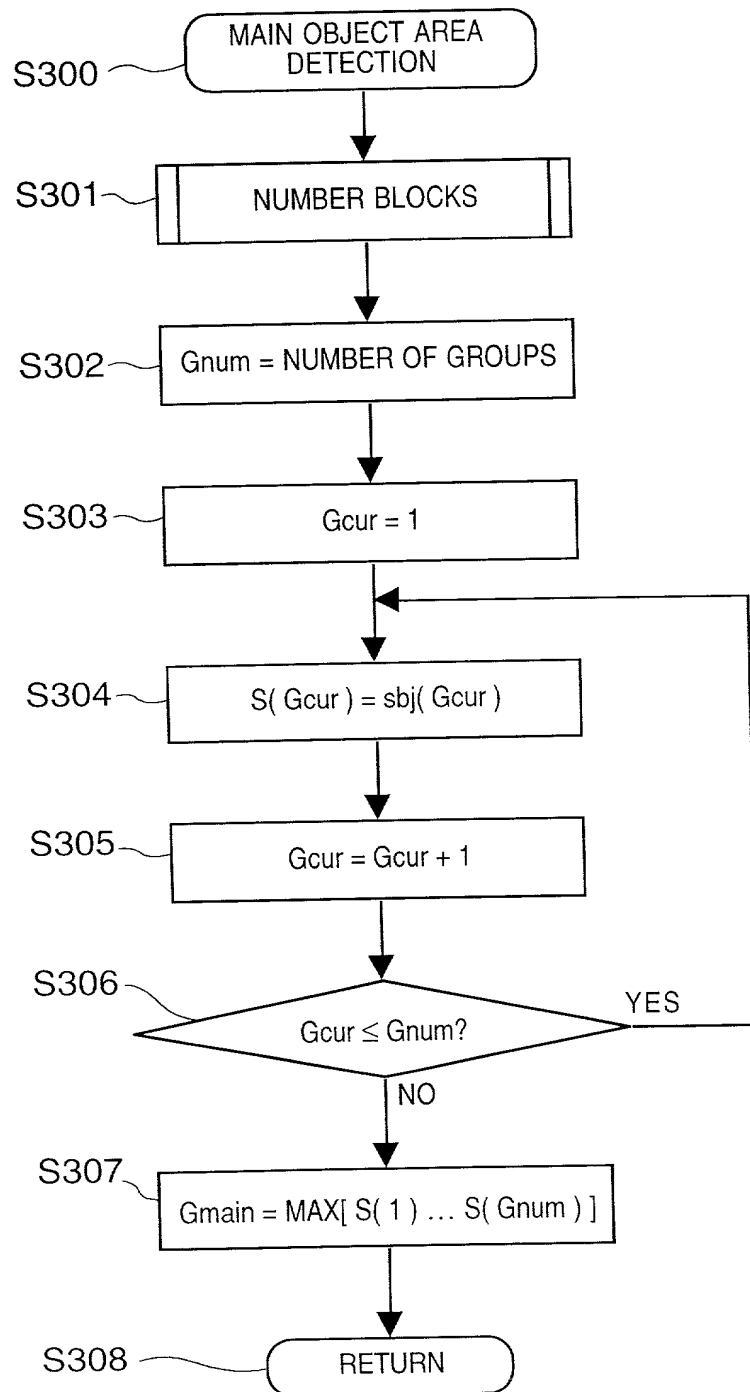 MAIN OBJECT AREA
DETECTION
S300
S301
NUMBER BLOCKS
S302
Gnum = NUMBER OF GROUPS
S303
Gcur = 1
S304
S( Gcur ) = sbj( Gcur )
S305
Gcur = Gcur + 1
S306
Gcur ≤ Gnum?
YES
NO
S307
Gmain = MAX[ S( 1 ) ... S( Gnum ) ]
S308
RETURN